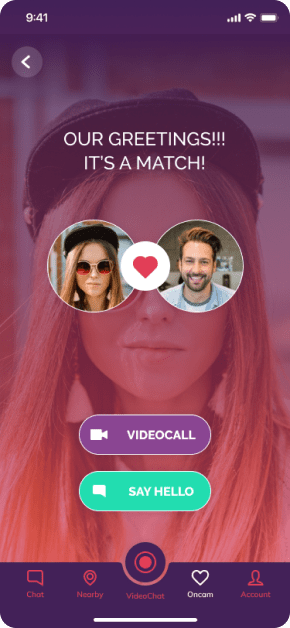 9:41
OUR GREETINGS!!!
IT'S A MATCH!
VIDEOCALL
SAY HELLO
Chat
Nearby
VideoChat
Oncam
Account